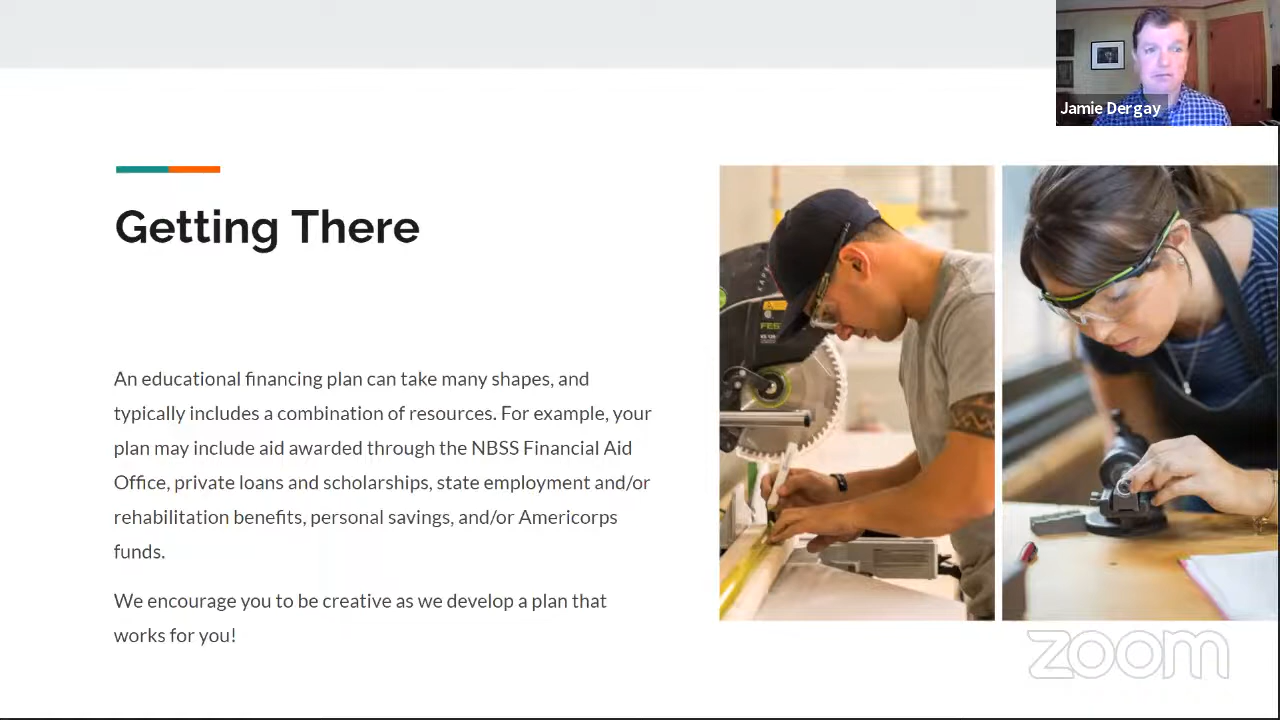 Jamie Dergay
Getting There
An educational financing plan can take many shapes, and
typically includes a combination of resources. For example, your
plan may include aid awarded through the NBSS Financial Aid
Office, private loans and scholarships, state employment and/or
rehabilitation benefits, personal savings, and/or Americorps
funds.
We encourage you to be creative as we develop a plan that
works for you!
zoom